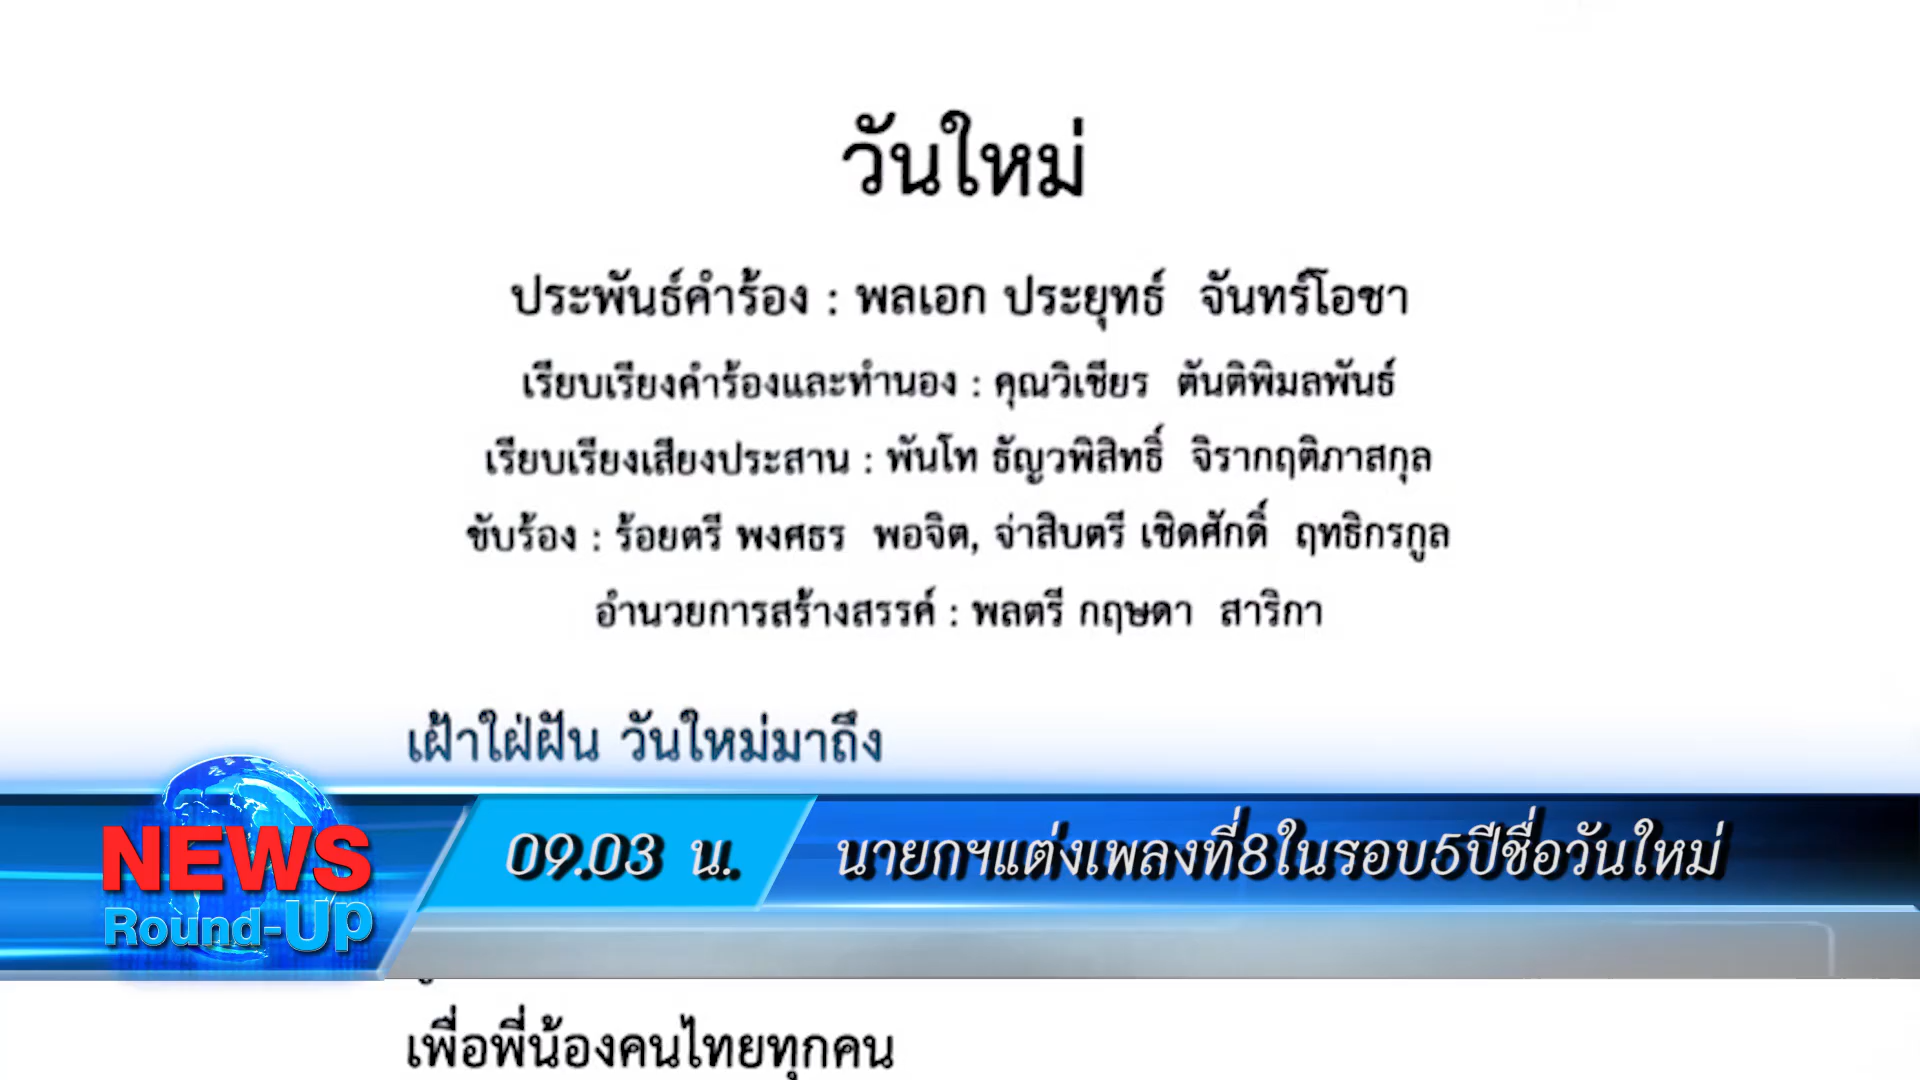 วันใหม่
ประพันธ์คำร้อง : พลเอก ประยุทธ์ จันทร์โอชา
เรียบเรียงคำร้องและทำนอง : คุณวิเชียร ตันติพิมลพันธ์
เรียบเรียงเสียงประสาน : พันโท ธัญวพิสิทธิ์ จิรากฤติภาสกุล
ขับร้อง : ร้อยตรี พงศธร พอจิต, จ่าสิบตรี เชิดศักดิ์ ฤทธิกรกูล
อำนวยการสร้างสรรค์ : พลตรี กฤษดา สาริกา
เฝ้าใฝ่ฝัน วันใหม่มาถึง
NEWS
Round-Up
09.03 น.
นายกฯแต่งเพลงที่8ในรอบ5ปีชื่อวันใหม่
เพื่อพี่น้องคนไทยทุกคน